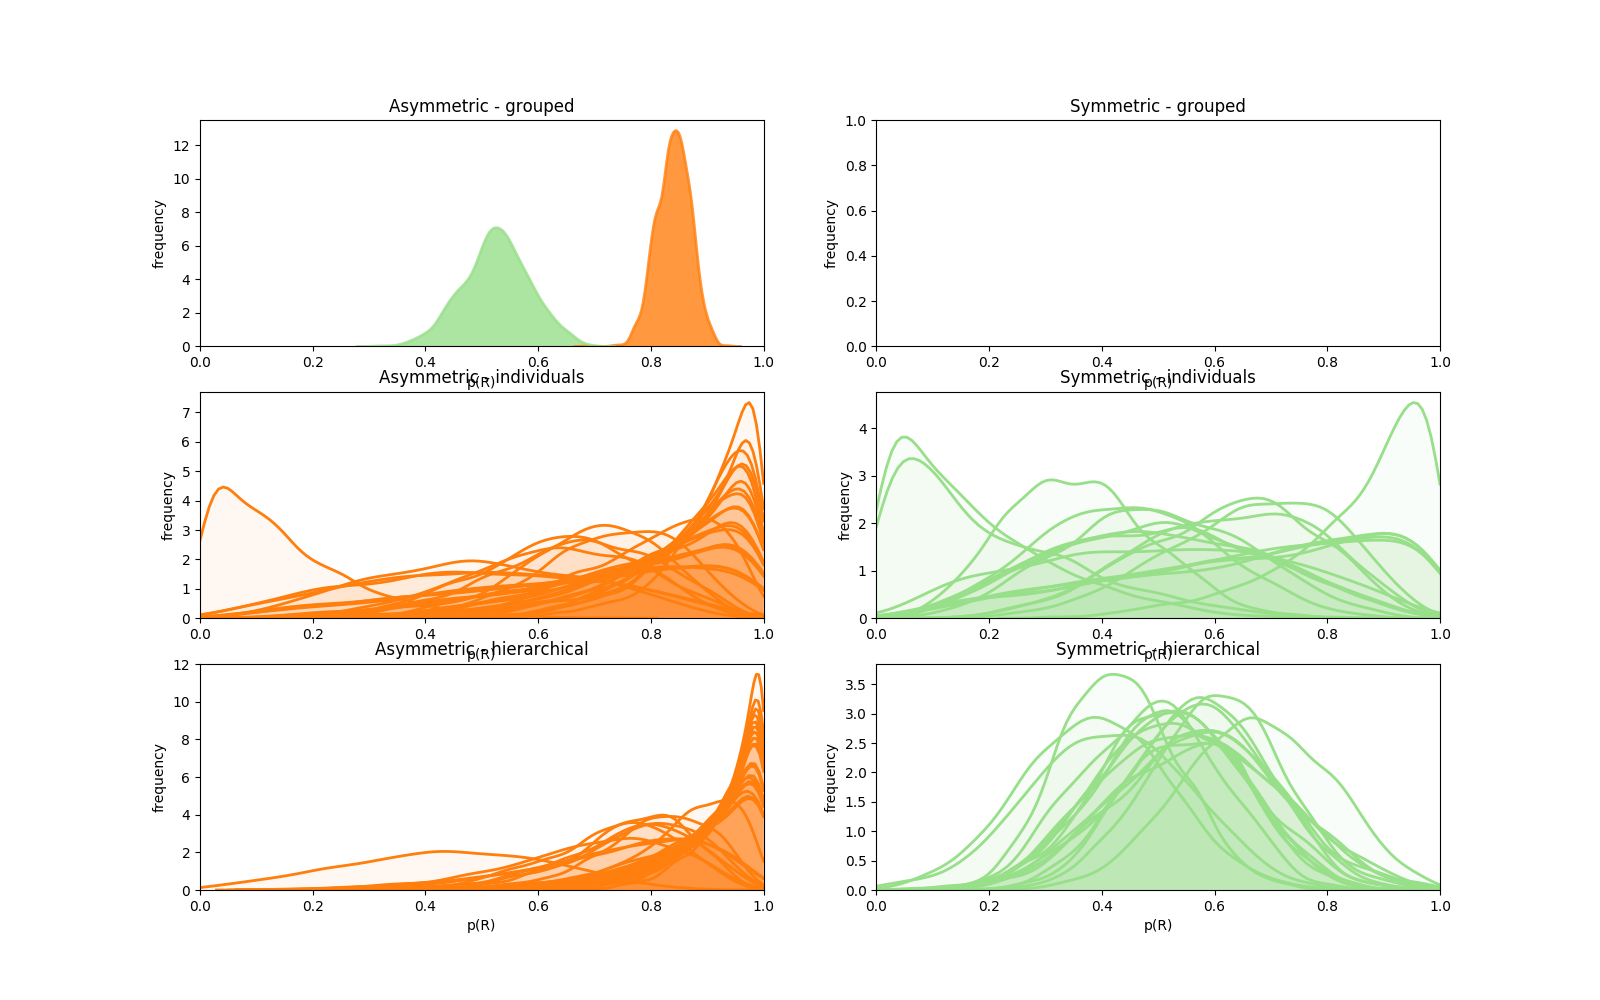 Asymmetric - grouped
frequency
12
10
8
6
4
2
0
0.0 0.2 0.4 0.6 0.8 1.0
p(R)
Symmetric - grouped
frequency
1.0
0.8
0.6
0.4
0.2
0.0
0.0 0.2 0.4 0.6 0.8 1.0
p(R)
Asymmetric - individuals
frequency
7
6
5
4
3
2
1
0
0.0 0.2 0.4 0.6 0.8 1.0
p(R)
Symmetric - individuals
frequency
4
3
2
1
0
0.0 0.2 0.4 0.6 0.8 1.0
p(R)
Asymmetric - hierarchical
frequency
12
10
8
6
4
2
0
0.0 0.2 0.4 0.6 0.8 1.0
p(R)
Symmetric - hierarchical
frequency
3.5
3.0
2.5
2.0
1.5
1.0
0.5
0.0
0.0 0.2 0.4 0.6 0.8 1.0
p(R)